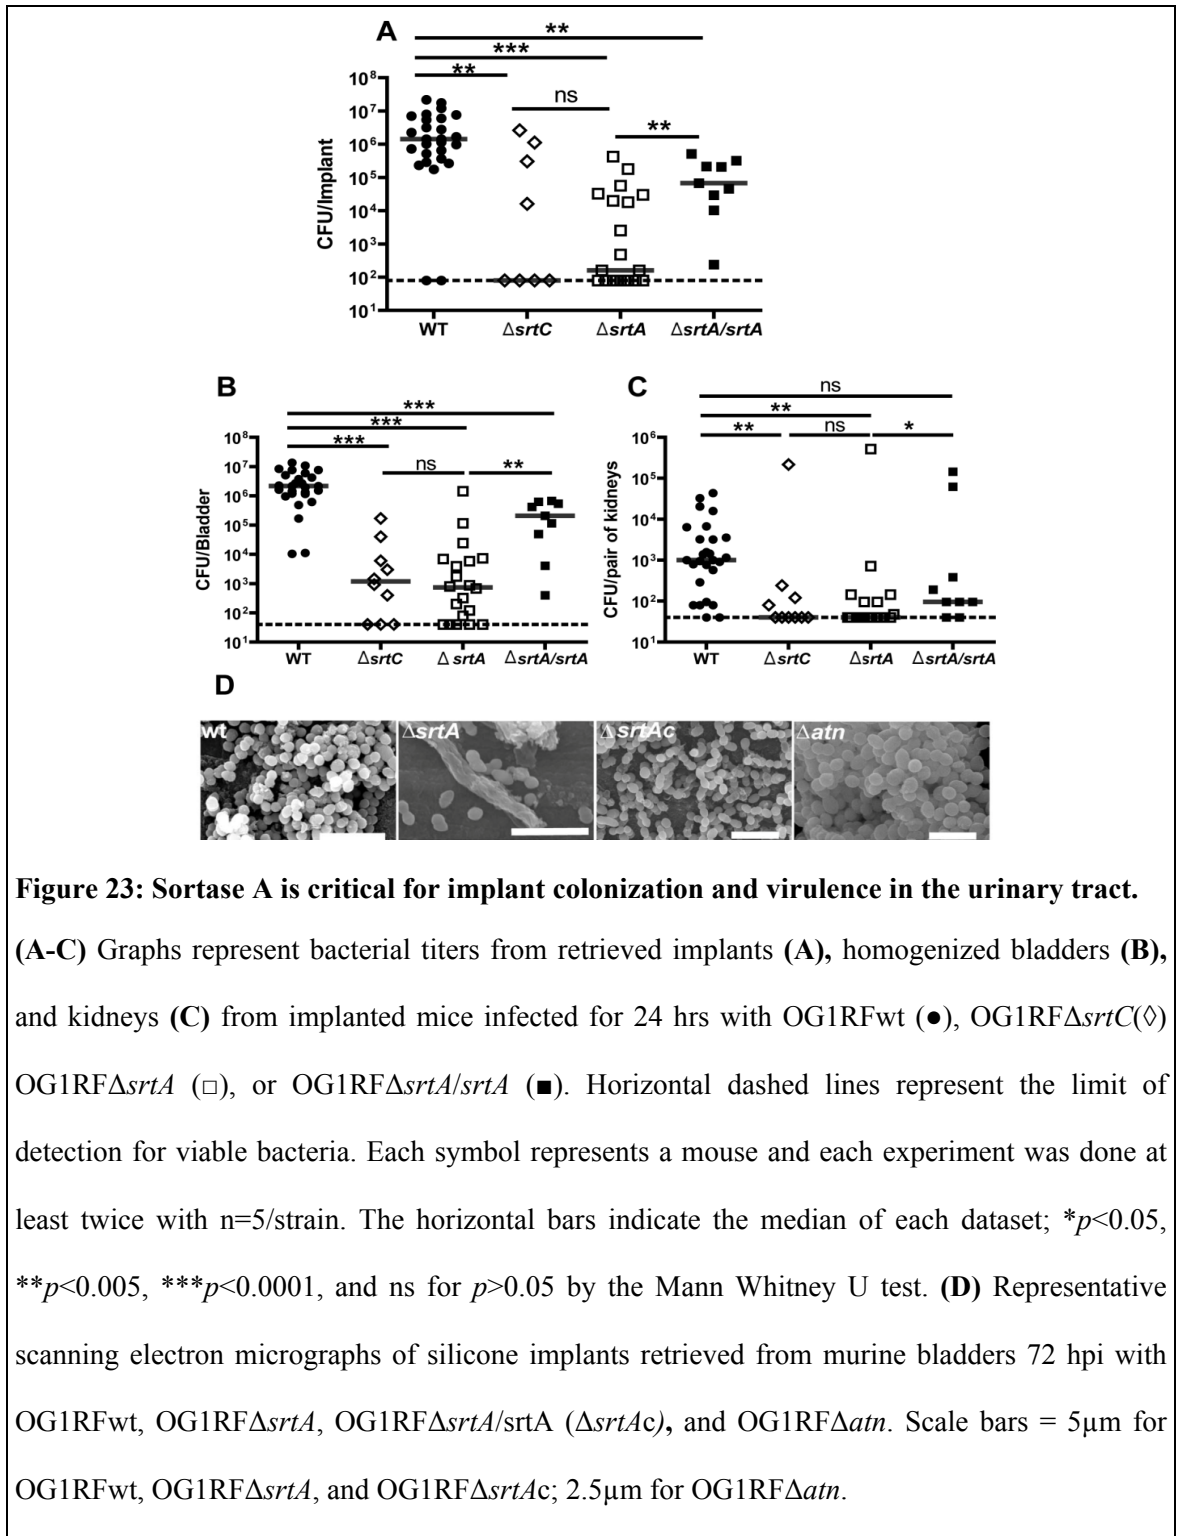 A
**
***
**
ns
**
10⁸
10⁷
10⁶
10⁵
10⁴
10³
10²
10¹
CFU/Implant
WT ΔsrtC ΔsrtA ΔsrtA/srtA
B
***
***
***
ns
**
10⁸
10⁷
10⁶
10⁵
10⁴
10³
10²
10¹
CFU/Bladder
WT ΔsrtC Δ srtA ΔsrtA/srtA
C
ns
**
**
ns
*
10⁶
10⁵
10⁴
10³
10²
10¹
CFU/pair of kidneys
WT ΔsrtC ΔsrtA ΔsrtA/srtA
D
wt ΔsrtA ΔsrtAc Δatn
Figure 23: Sortase A is critical for implant colonization and virulence in the urinary tract.
(A-C) Graphs represent bacterial titers from retrieved implants (A), homogenized bladders (B),
and kidneys (C) from implanted mice infected for 24 hrs with OG1RFwt (●), OG1RFΔsrtC(◊)
OG1RFΔsrtA (□), or OG1RFΔsrtA/srtA (■). Horizontal dashed lines represent the limit of
detection for viable bacteria. Each symbol represents a mouse and each experiment was done at
least twice with n=5/strain. The horizontal bars indicate the median of each dataset; *p<0.05,
**p<0.005, ***p<0.0001, and ns for p>0.05 by the Mann Whitney U test. (D) Representative
scanning electron micrographs of silicone implants retrieved from murine bladders 72 hpi with
OG1RFwt, OG1RFΔsrtA, OG1RFΔsrtA/srtA (ΔsrtAc), and OG1RFΔatn. Scale bars = 5µm for
OG1RFwt, OG1RFΔsrtA, and OG1RFΔsrtAc; 2.5µm for OG1RFΔatn.